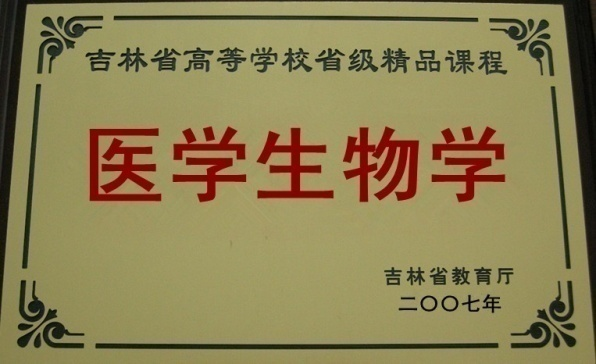 吉林省高等学校省级精品课程
医学生物学
吉林省教育厅
二〇〇七年